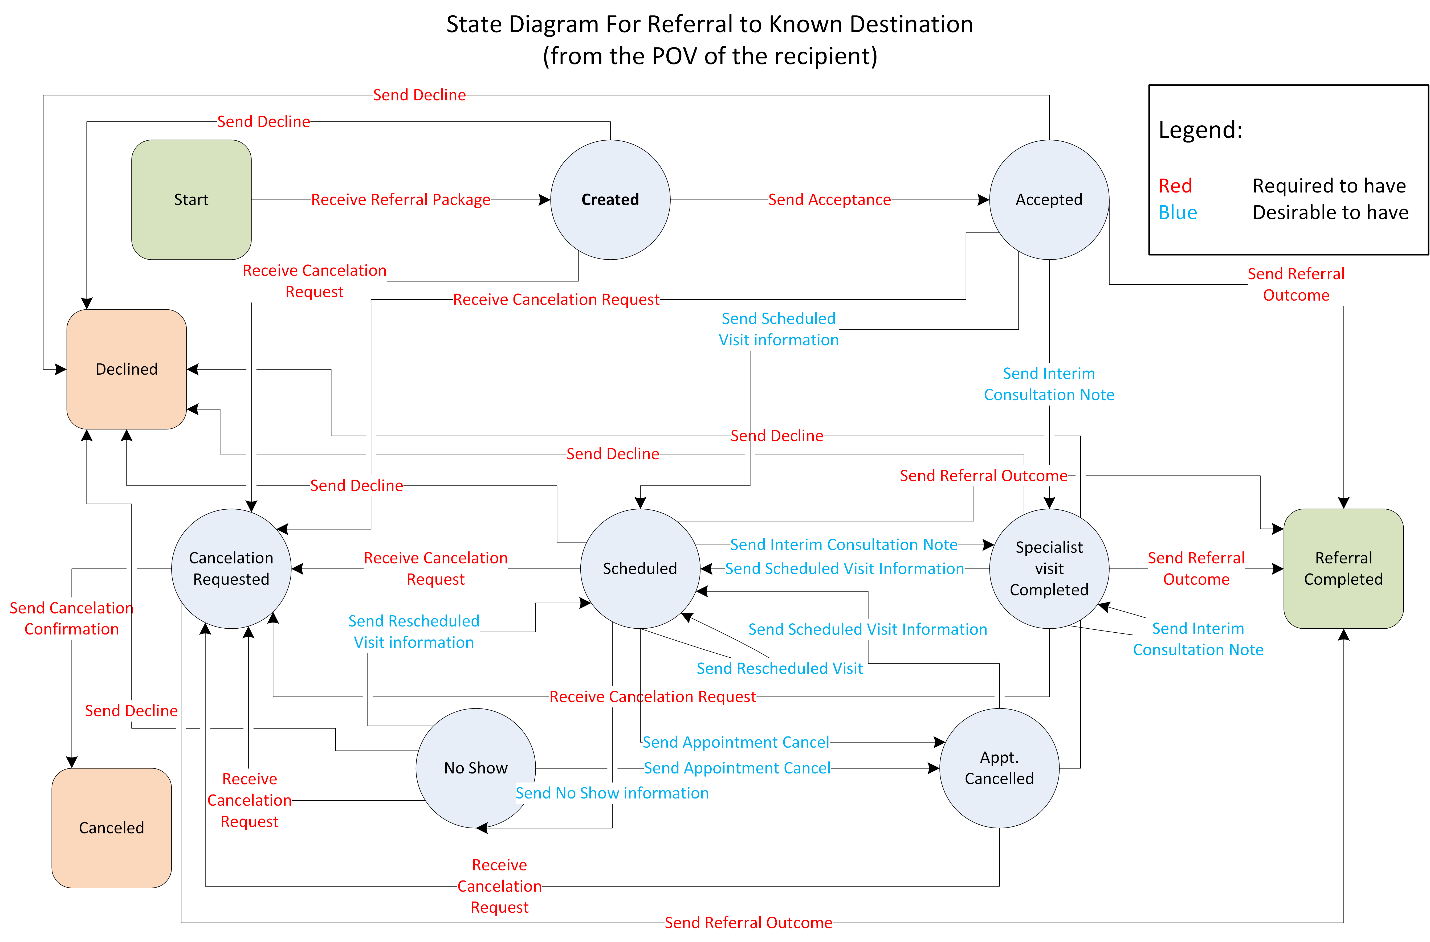 State Diagram For Referral to Known Destination
(from the POV of the recipient)
Send Decline
Send Decline
Legend:
Red Required to have
Blue Desirable to have
Start
Receive Referral Package
Created
Send Acceptance
Accepted
Receive Cancelation
Request
Receive Cancelation Request
Send Referral
Outcome
Send Scheduled
Visit information
Declined
Send Interim
Consultation Note
Send Decline
Send Decline
Send Decline
Send Referral Outcome
Cancelation
Requested
Receive Cancelation
Request
Scheduled
Send Interim Consultation Note
Send Scheduled Visit Information
Specialist
visit
Completed
Send Referral
Outcome
Referral
Completed
Send Cancelation
Confirmation
Send Rescheduled
Visit information
Send Scheduled Visit Information
Send Interim
Consultation Note
Send Rescheduled Visit
Receive Cancelation Request
Send Decline
Send Appointment Cancel
No Show
Send Appointment Cancel
Appt.
Cancelled
Send No Show information
Receive
Cancelation
Request
Canceled
Receive
Cancelation
Request
Send Referral Outcome